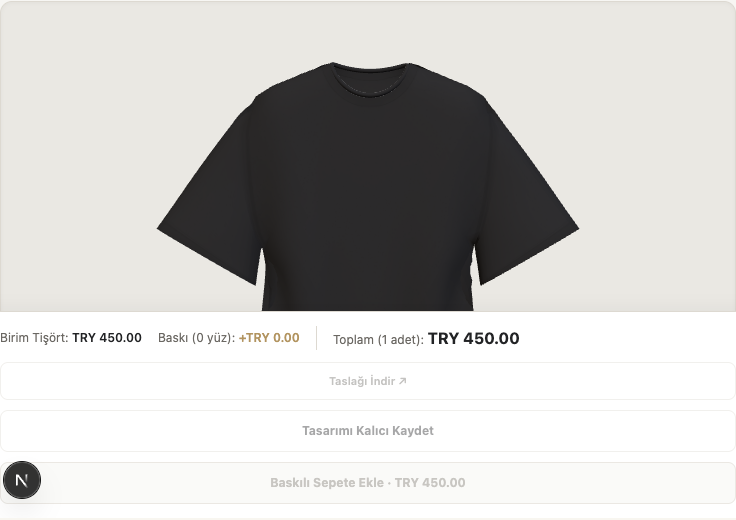 Birim Tişört: TRY 450.00 Baskı (0 yüz): +TRY 0.00 Toplam (1 adet): TRY 450.00
Taslağı İndir ↗
Tasarımı Kalıcı Kaydet
N
Baskılı Sepete Ekle · TRY 450.00